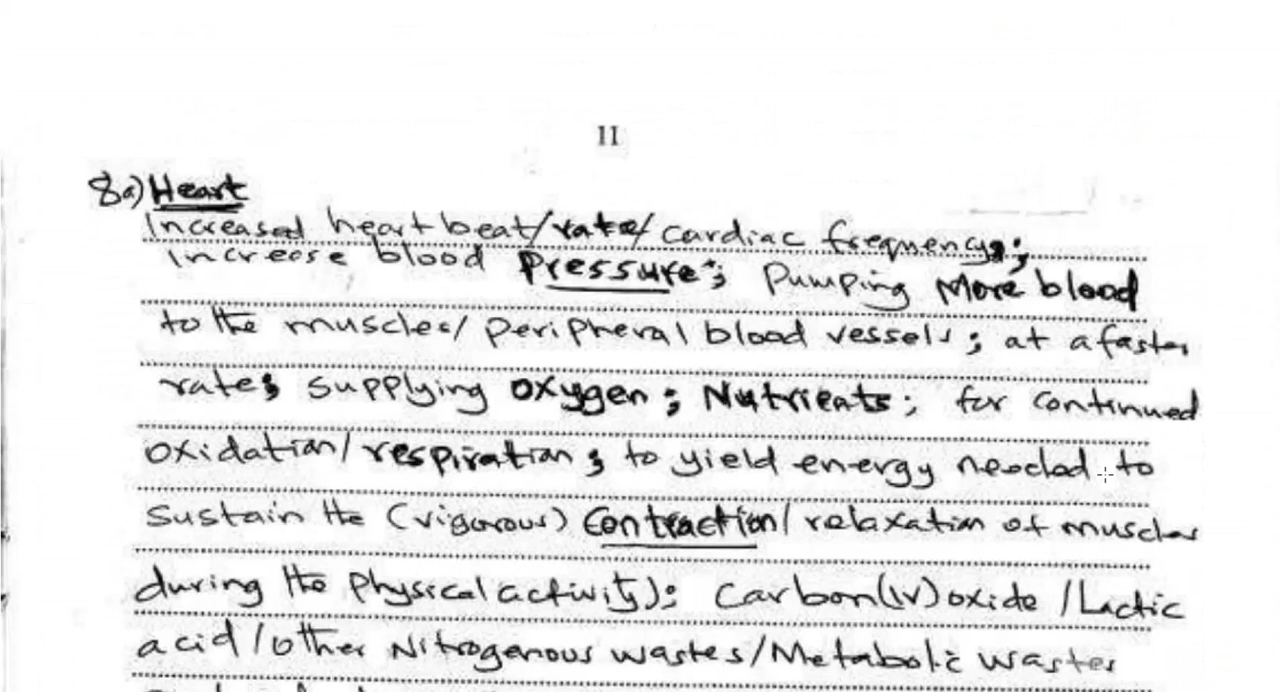 11
8a) Heart
Increased heart beat/rate/ cardiac frequency;
Increase blood pressure; Pumping More blood
to the muscles/ peripheral blood vessels; at a faster
rate; supplying oxygen; Nutrients; for continued
oxidation/ respiration; to yield energy needed to
sustain the (vigorous) contraction/ relaxation of muscles
during the physical activity); Carbon(IV) oxide /Lactic
acid/other Nitrogenous wastes/Metabolic wastes